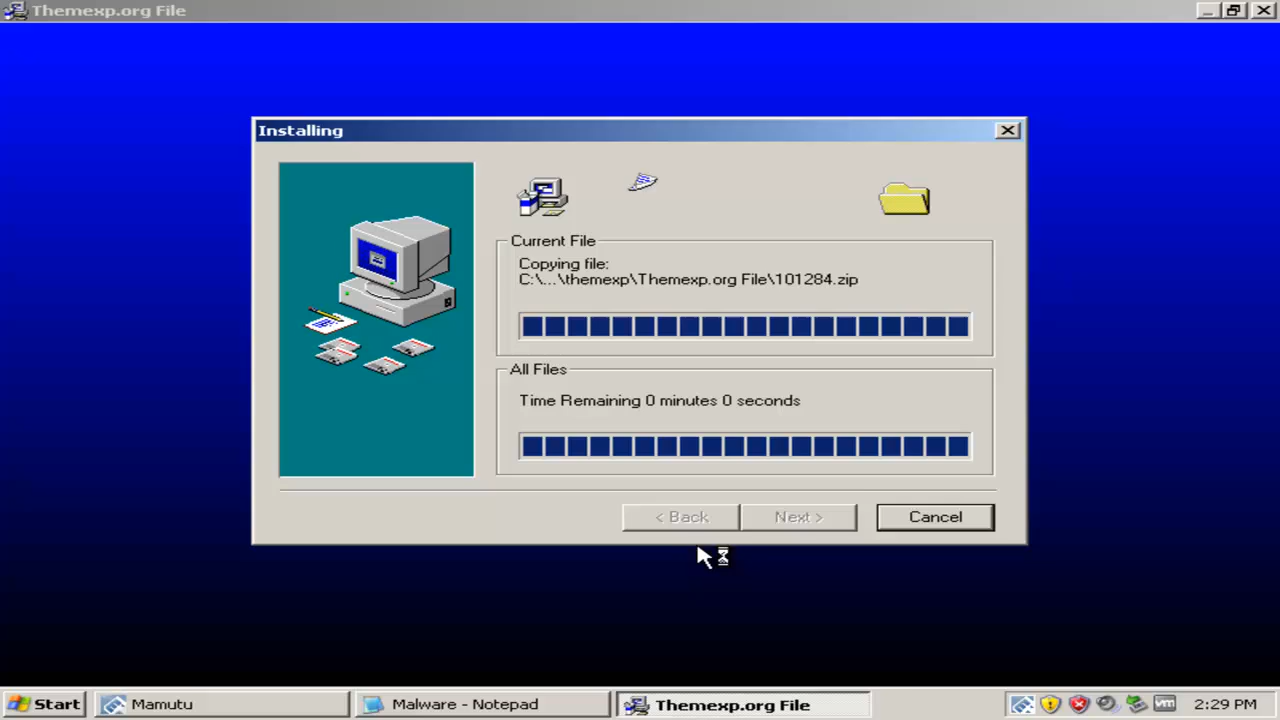 Themexp.org File
Installing
Current File
Copying file:
C:\...\themexp\Themexp.org File\101284.zip
All Files
Time Remaining 0 minutes 0 seconds
< Back
Next >
Cancel
Start
Mamutu
Malware - Notepad
Themexp.org File
vm
2:29 PM